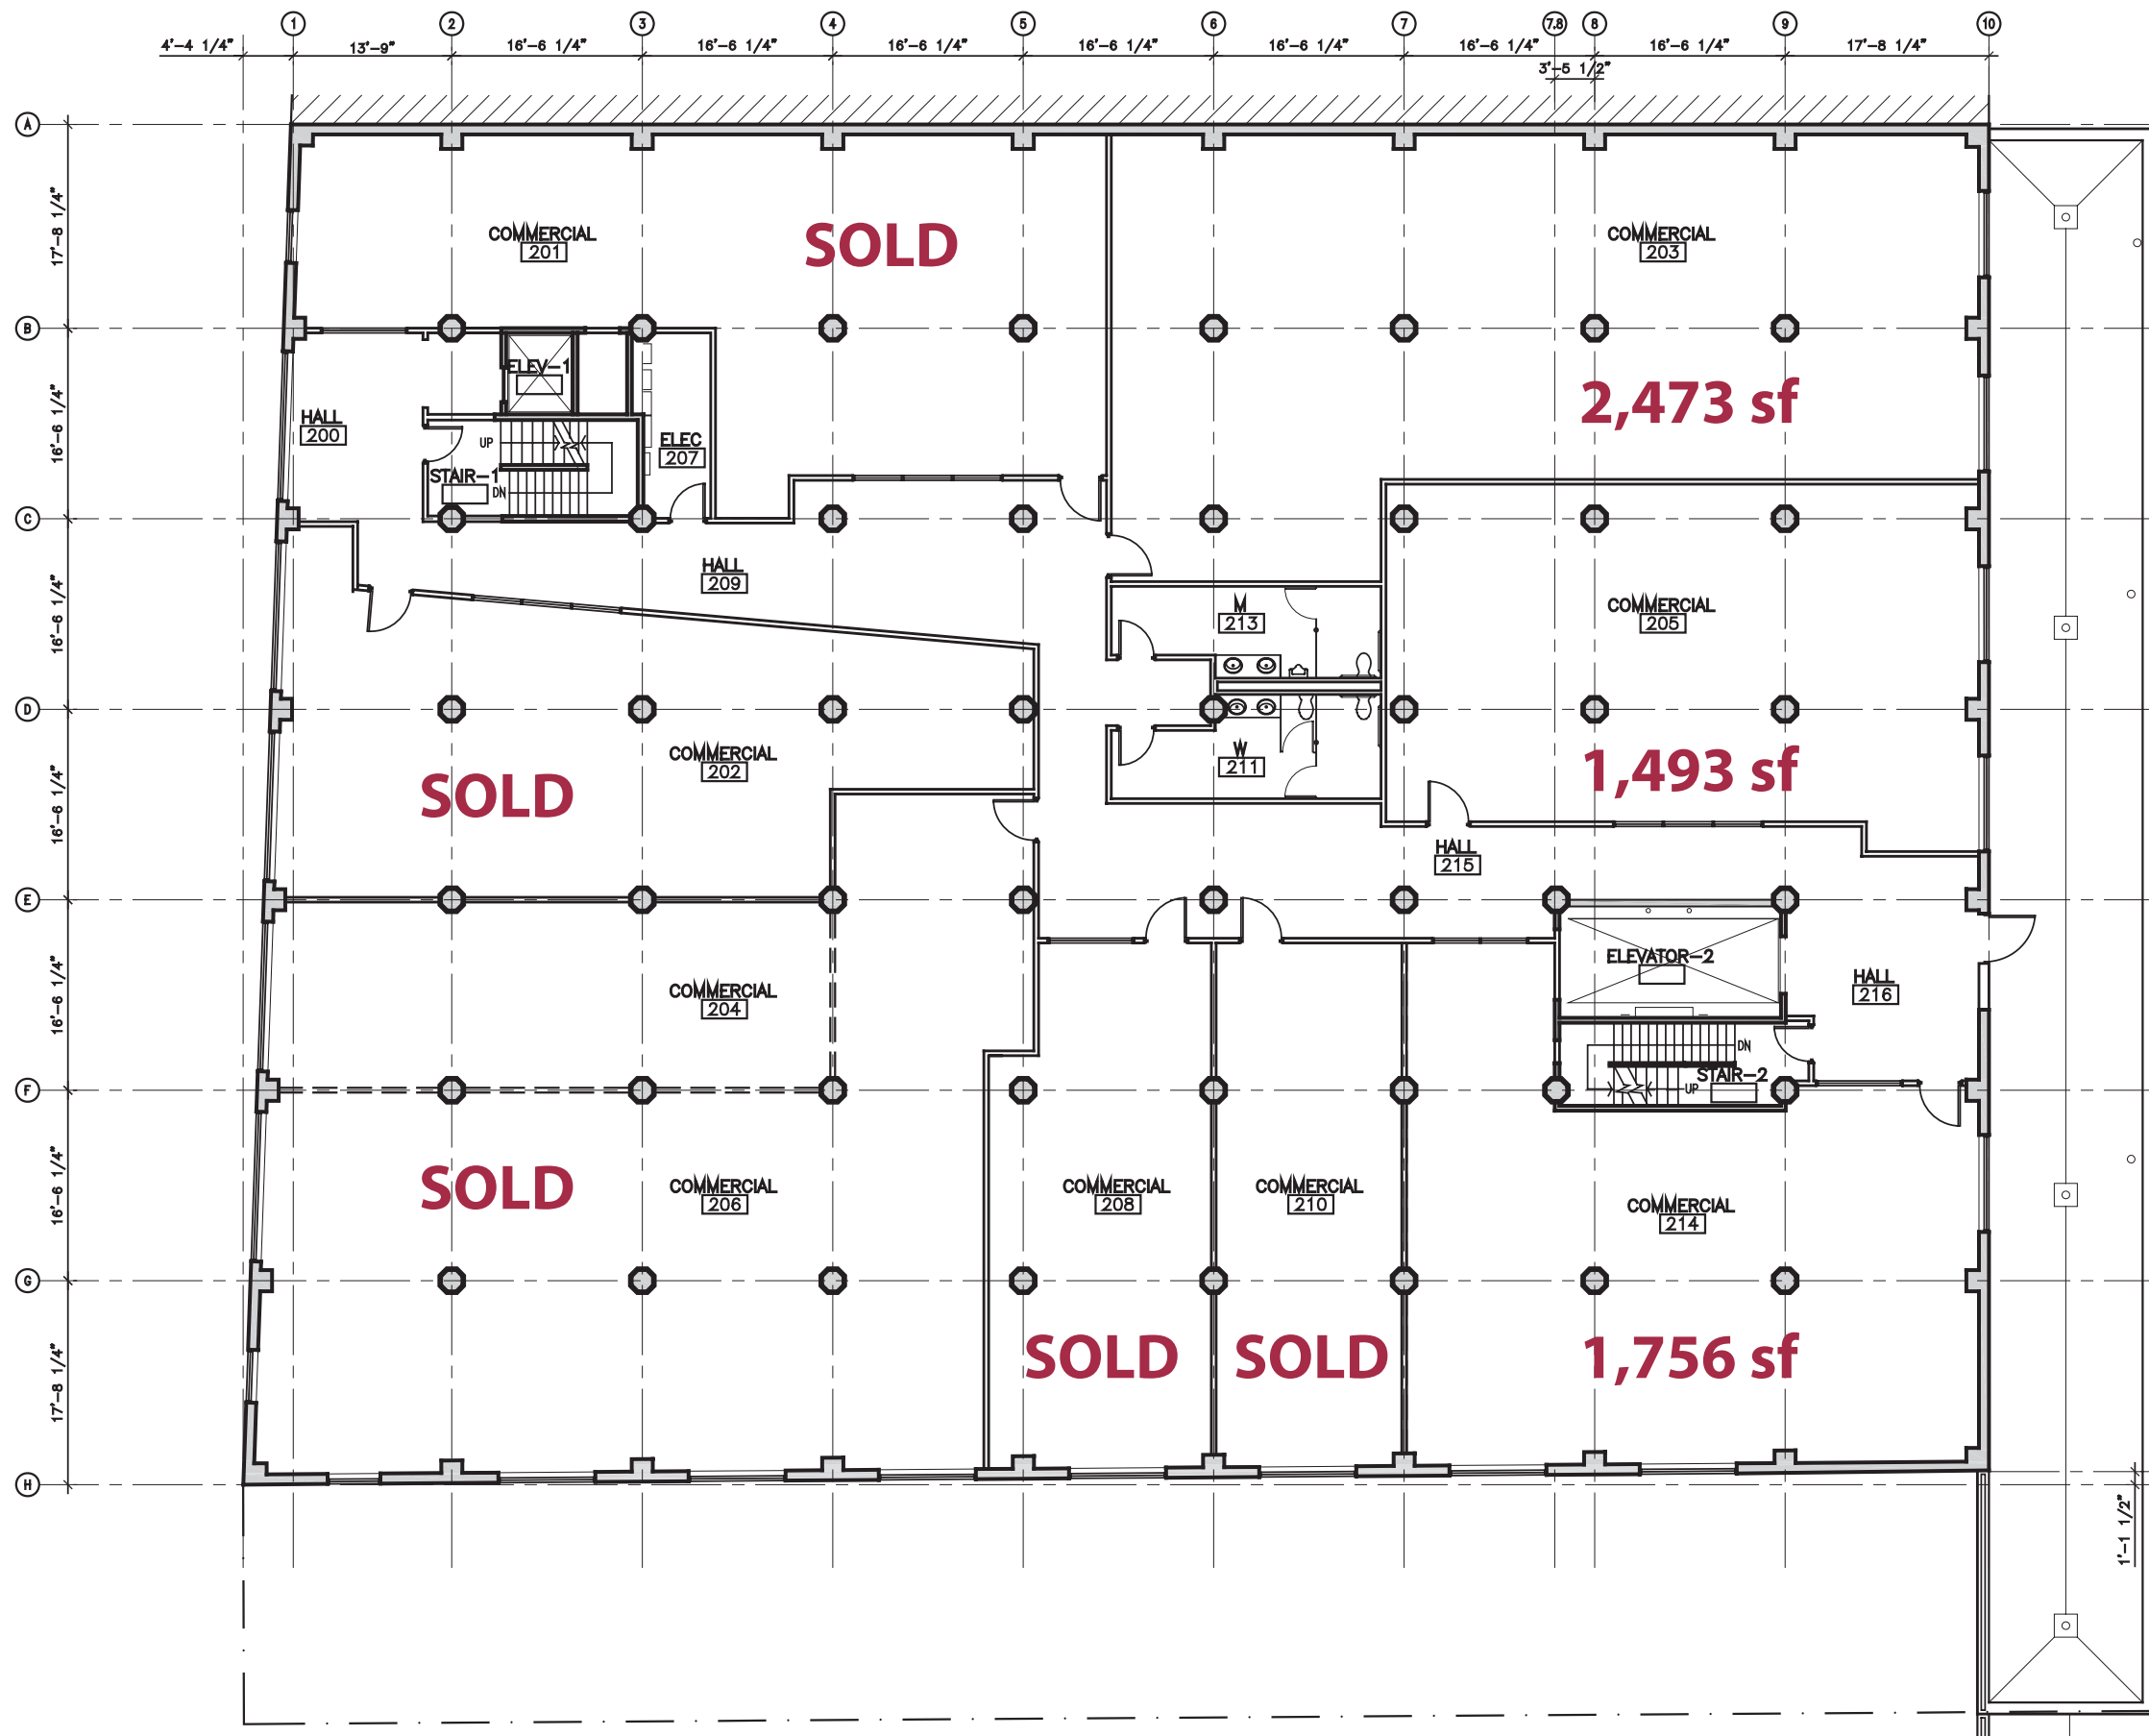 1 2 3 4 5 6 7 7.8 8 9 10
4'-4 1/4" 13'-9" 16'-6 1/4" 16'-6 1/4" 16'-6 1/4" 16'-6 1/4" 16'-6 1/4" 16'-6 1/4" 16'-6 1/4" 17'-8 1/4"
3'-5 1/2"
A
17'-8 1/4"
B
16'-6 1/4"
C
16'-6 1/4"
D
16'-6 1/4"
E
16'-6 1/4"
F
16'-6 1/4"
G
17'-8 1/4"
H
COMMERCIAL
201
SOLD
COMMERCIAL
203
2,473 sf
ELEV-1
HALL
200
UP
STAIR-1
DN
ELEC
207
HALL
209
M
213
COMMERCIAL
205
1,493 sf
W
211
COMMERCIAL
202
SOLD
HALL
215
COMMERCIAL
204
ELEVATOR-2
HALL
216
DN
STAIR-2
UP
SOLD
COMMERCIAL
206
COMMERCIAL
208
COMMERCIAL
210
COMMERCIAL
214
SOLD
SOLD
1,756 sf
1'-1 1/2"